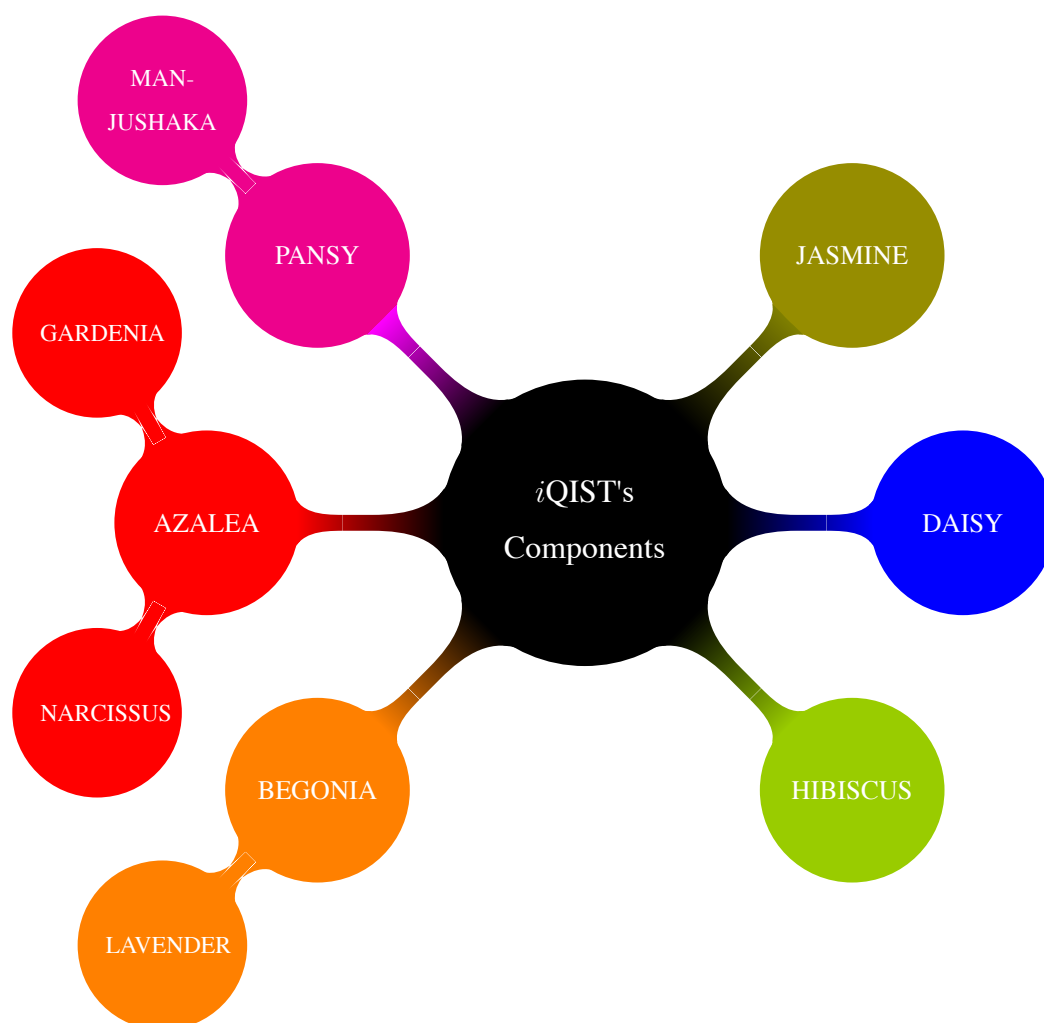 MAN-
JUSHAKA
PANSY
JASMINE
GARDENIA
AZALEA
iQIST's
Components
DAISY
NARCISSUS
BEGONIA
HIBISCUS
LAVENDER